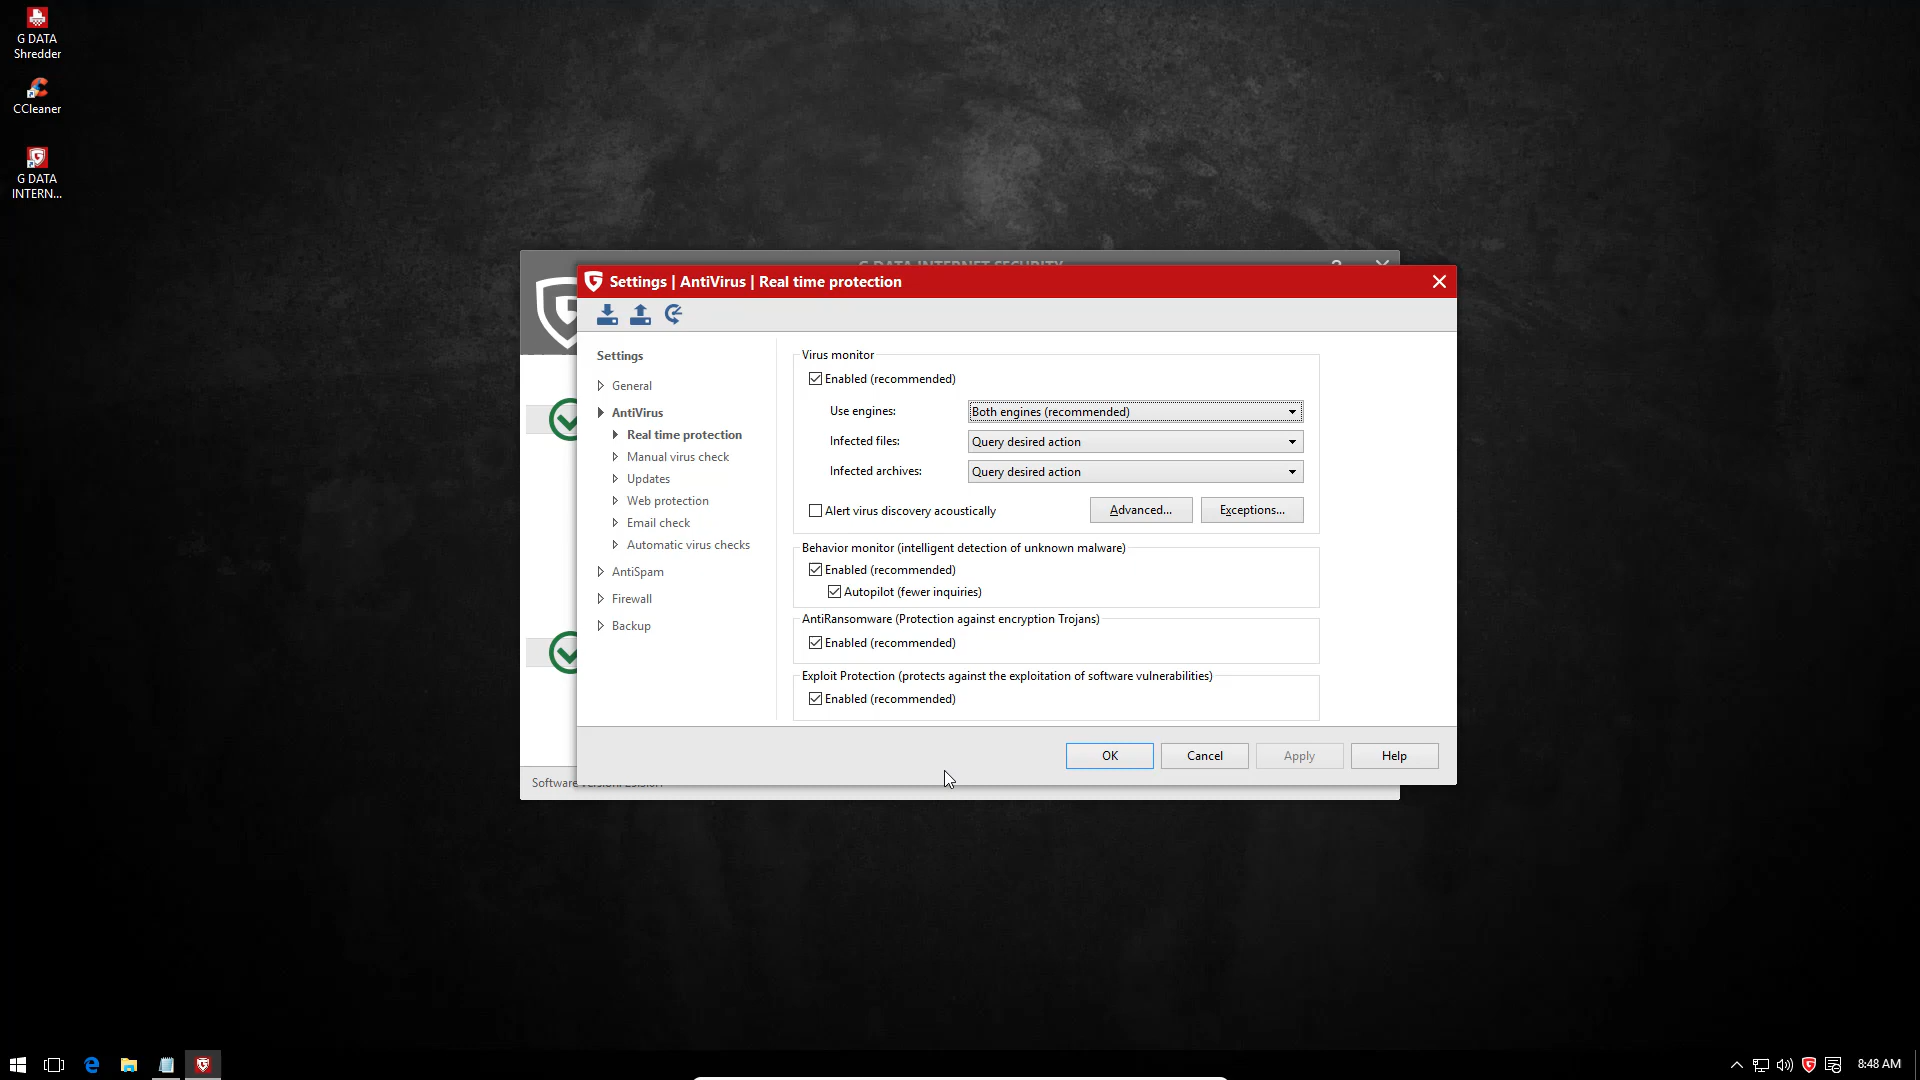 G DATA
Shredder
CCleaner
G DATA
INTERN...
G DATA INTERNET SECURITY
Settings | AntiVirus | Real time protection
Settings
General
AntiVirus
Real time protection
Manual virus check
Updates
Web protection
Email check
Automatic virus checks
AntiSpam
Firewall
Backup
Virus monitor
Enabled (recommended)
Use engines:
Both engines (recommended)
Infected files:
Query desired action
Infected archives:
Query desired action
Alert virus discovery acoustically
Advanced...
Exceptions...
Behavior monitor (intelligent detection of unknown malware)
Enabled (recommended)
Autopilot (fewer inquiries)
AntiRansomware (Protection against encryption Trojans)
Enabled (recommended)
Exploit Protection (protects against the exploitation of software vulnerabilities)
Enabled (recommended)
OK
Cancel
Apply
Help
Software
8:48 AM